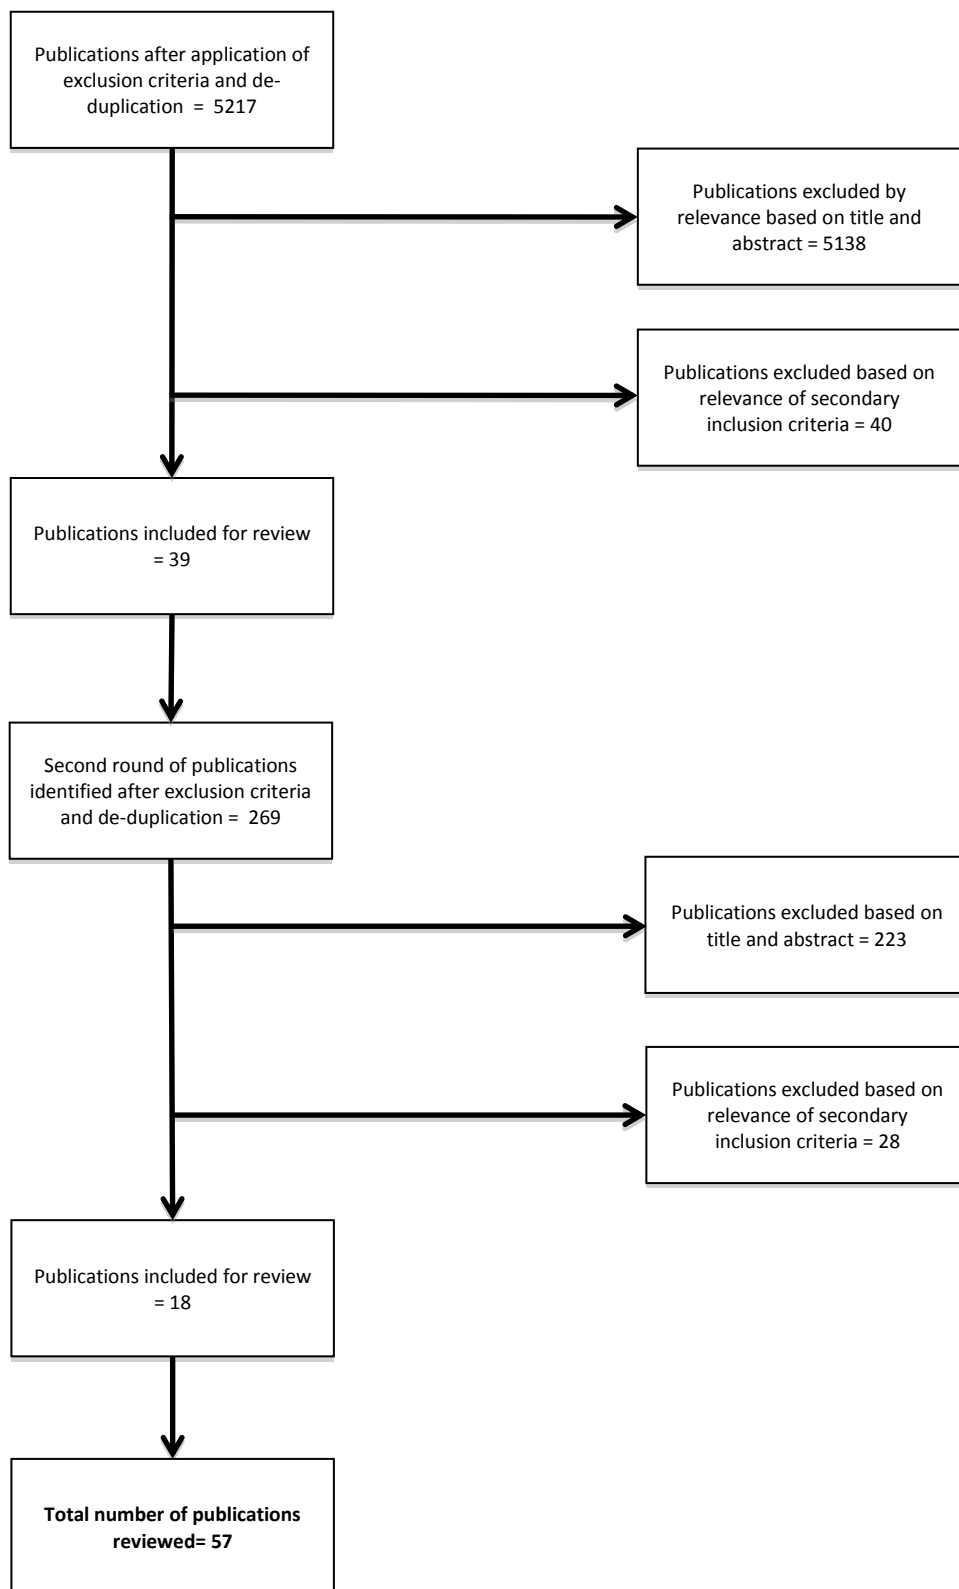 Publications after application of
exclusion criteria and de-
duplication  =  5217
Publications excluded by
relevance based on title and
abstract = 5138
Publications excluded based on
relevance of secondary
inclusion criteria = 40
Publications included for review
= 39
Second round of publications
identified after exclusion criteria
and de-duplication =  269
Publications excluded based on
title and abstract = 223
Publications excluded based on
relevance of secondary
inclusion criteria = 28
Publications included for review
= 18
Total number of publications
reviewed= 57